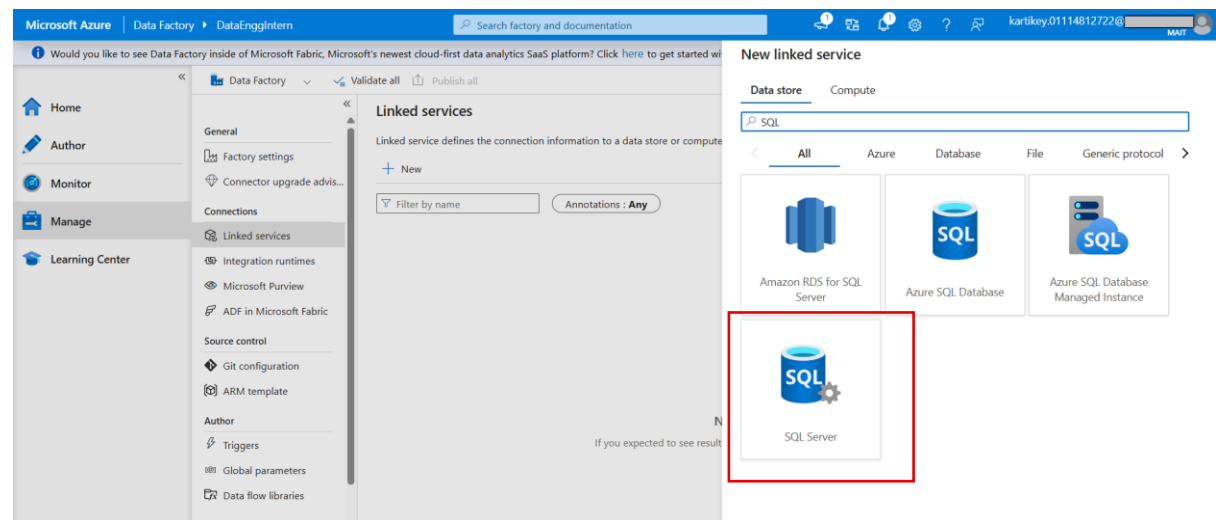 Microsoft Azure | Data Factory ▸ DataEnggIntern
Search factory and documentation
1
1
kartikey.01114812722@
MAIT
Would you like to see Data Factory inside of Microsoft Fabric, Microsoft's newest cloud-first data analytics SaaS platform? Click here to get started wi
«
Home
Author
Monitor
Manage
Learning Center
Data Factory
Validate all
Publish all
«
General
Factory settings
Connector upgrade advis...
Connections
Linked services
Integration runtimes
Microsoft Purview
ADF in Microsoft Fabric
Source control
Git configuration
ARM template
Author
Triggers
Global parameters
Data flow libraries
Linked services
Linked service defines the connection information to a data store or compute
+ New
Filter by name
Annotations : Any
N
If you expected to see result
New linked service
Data store Compute
SQL
All Azure Database File Generic protocol
Amazon RDS for SQL
Server
SQL
Azure SQL Database
SQL
Azure SQL Database
Managed Instance
SQL
SQL Server